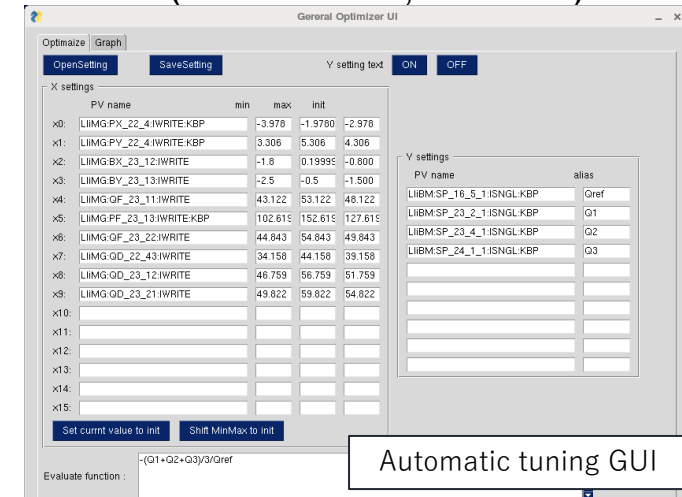 Gereral Optimizer UI
Optimaize Graph
OpenSetting SaveSetting Y setting text ON OFF
X settings
PV name min max init
x0: LIiMG:PX_22_4:IWRITE:KBP -3.978 -1.9780 -2.978
x1: LIiMG:PY_22_4:IWRITE:KBP 3.306 5.306 4.306
x2: LIiMG:BX_23_12:IWRITE -1.8 0.19999 -0.800
x3: LIiMG:BY_23_13:IWRITE -2.5 -0.5 -1.500
x4: LIiMG:QF_23_11:IWRITE 43.122 53.122 48.122
x5: LIiMG:PF_23_13:IWRITE:KBP 102.619 152.619 127.619
x6: LIiMG:QF_23_22:IWRITE 44.843 54.843 49.843
x7: LIiMG:QD_22_43:IWRITE 34.158 44.158 39.158
x8: LIiMG:QD_23_12:IWRITE 46.759 56.759 51.759
x9: LIiMG:QD_23_21:IWRITE 49.822 59.822 54.822
x10:
x11:
x12:
x13:
x14:
x15:
Y settings
PV name alias
LIiBM:SP_16_5_1:ISNGL:KBP Qref
LIiBM:SP_23_2_1:ISNGL:KBP Q1
LIiBM:SP_23_4_1:ISNGL:KBP Q2
LIiBM:SP_24_1_1:ISNGL:KBP Q3
Set currnt value to init Shift MinMax to init
Evaluate function : -(Q1+Q2+Q3)/3/Qref
Automatic tuning GUI